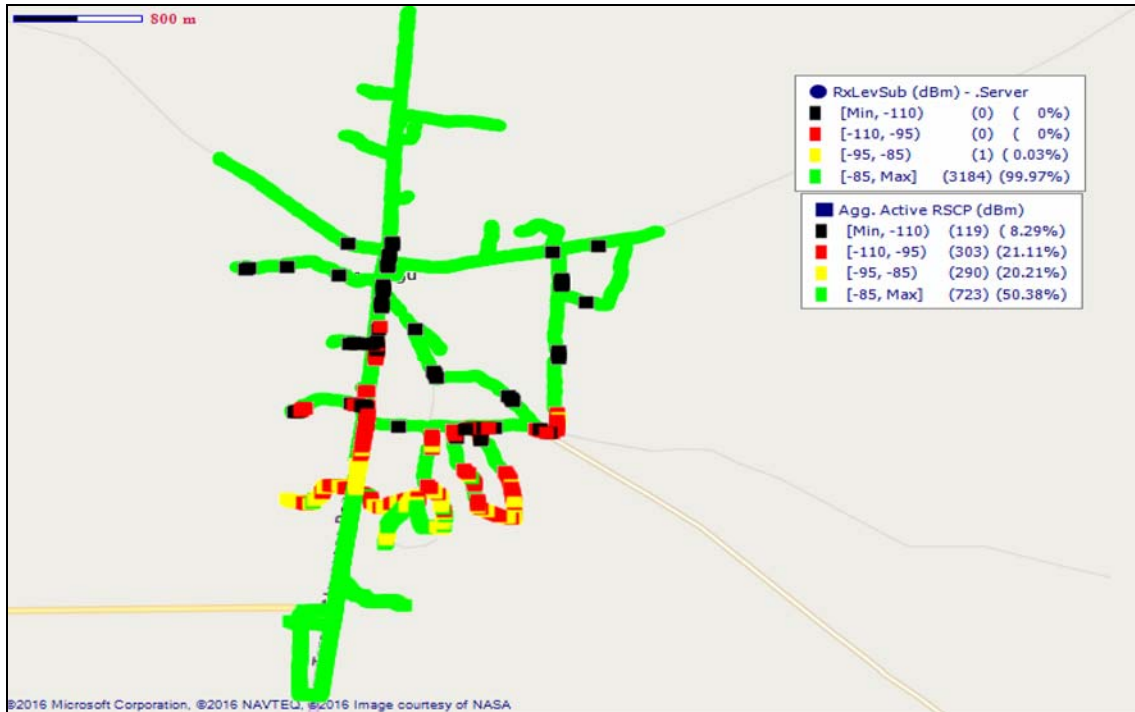 800 m
RxLevSub (dBm) - .Server
[Min, -110) (0) ( 0%)
[-110, -95) (0) ( 0%)
[-95, -85) (1) ( 0.03%)
[-85, Max] (3184) (99.97%)
Agg. Active RSCP (dBm)
[Min, -110) (119) ( 8.29%)
[-110, -95) (303) (21.11%)
[-95, -85) (290) (20.21%)
[-85, Max] (723) (50.38%)
©2016 Microsoft Corporation, ©2016 NAVTEQ, ©2016 Image courtesy of NASA